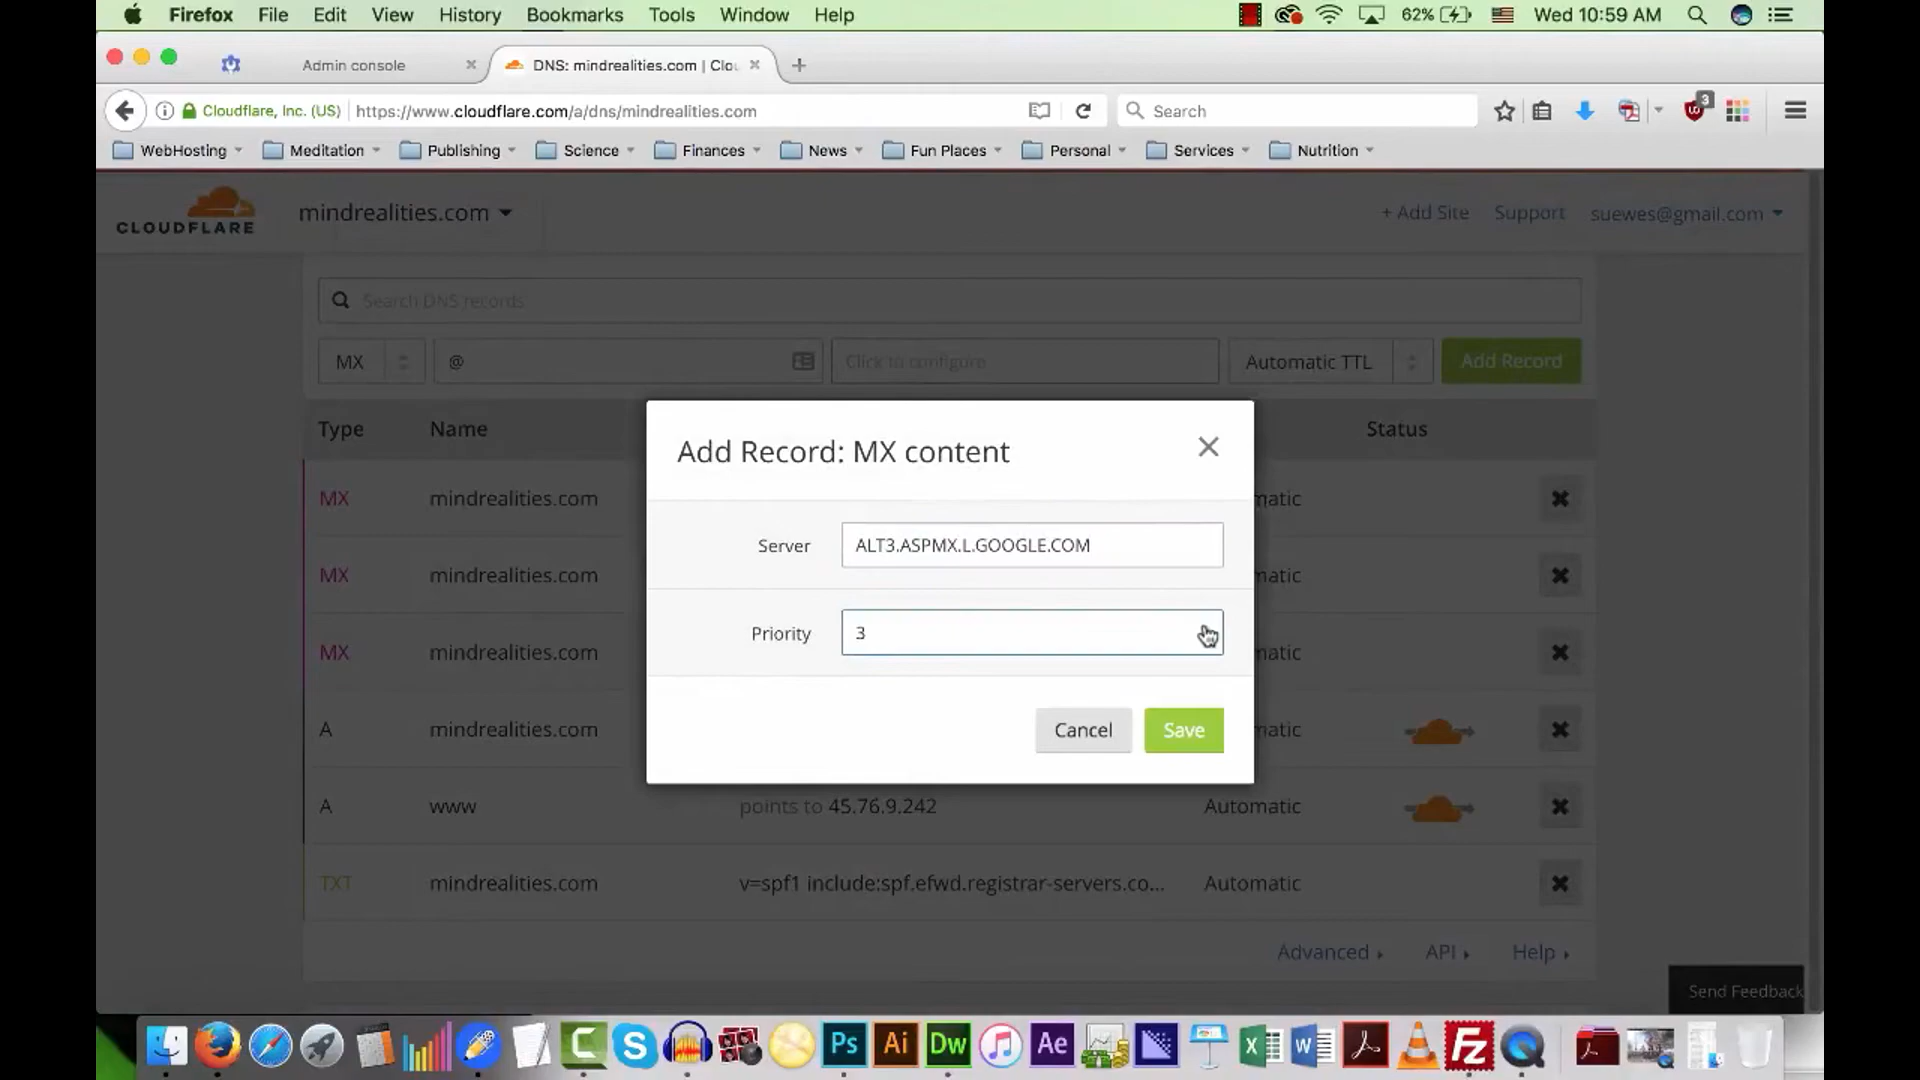 Firefox File Edit View History Bookmarks Tools Window Help 62% Wed 10:59 AM
Admin console DNS: mindrealities.com | Clo
Cloudflare, Inc. (US) https://www.cloudflare.com/a/dns/mindrealities.com Search 3
WebHosting Meditation Publishing Science Finances News Fun Places Personal Services Nutrition
CLOUDFLARE mindrealities.com + Add Site Support suewes@gmail.com
Search DNS records
MX @ Click to configure Automatic TTL Add Record
Type Name Status
Add Record: MX content
MX mindrealities.com matic
Server ALT3.ASPMX.L.GOOGLE.COM
MX mindrealities.com matic
Priority 3
MX mindrealities.com matic
Cancel Save
A mindrealities.com matic
A www points to 45.76.9.242 Automatic
TXT mindrealities.com v=spf1 include:spf.efwd.registrar-servers.co... Automatic
Advanced API Help
Send Feedback
Ps Ai Dw Ae X W Fz